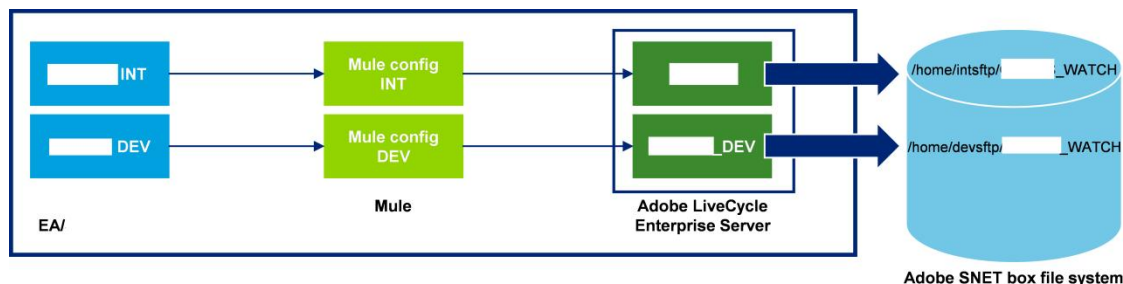 INT
Mule config
INT
/home/intsftp/ _WATCH
DEV
Mule config
DEV
_DEV
/home/devsftp/ _WATCH
EA/
Mule
Adobe LiveCycle
Enterprise Server
Adobe SNET box file system